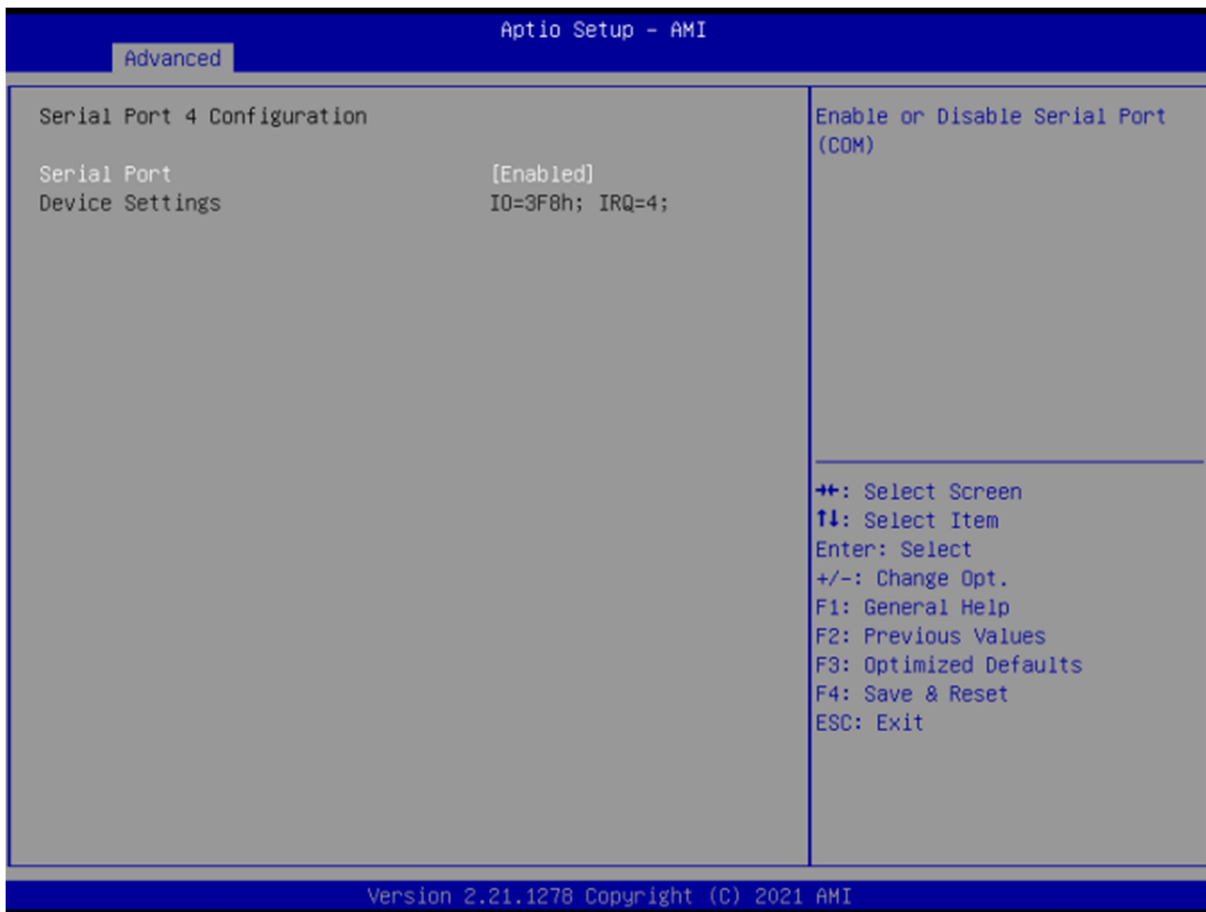 Aptio Setup – AMI
Advanced
Serial Port 4 Configuration
Serial Port [Enabled]
Device Settings IO=3F8h; IRQ=4;
Enable or Disable Serial Port
(COM)
→←: Select Screen
↑↓: Select Item
Enter: Select
+/-: Change Opt.
F1: General Help
F2: Previous Values
F3: Optimized Defaults
F4: Save & Reset
ESC: Exit
Version 2.21.1278 Copyright (C) 2021 AMI